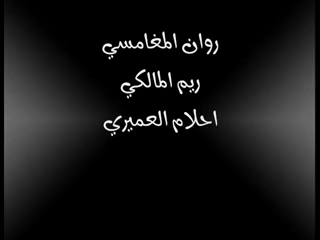 روان المغامسي
ريم المالكي
احلام العميري